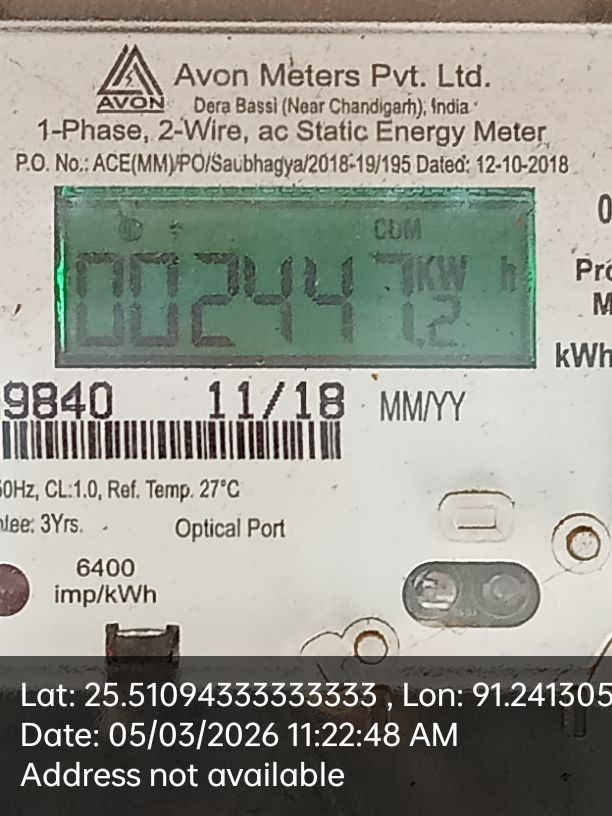 AVON
Avon Meters Pvt. Ltd.
Dera Bassi (Near Chandigarh), India
1-Phase, 2-Wire, ac Static Energy Meter
P.O. No.: ACE(MM)/PO/Saubhagya/2018-19/195 Dated: 12-10-2018
CUM
002447 KW h
9840 11/18 MM/YY
kWh
50Hz, CL:1.0, Ref. Temp. 27°C
3Yrs. Optical Port
6400
imp/kWh
Lat: 25.51094333333333 , Lon: 91.241305
Date: 05/03/2026 11:22:48 AM
Address not available